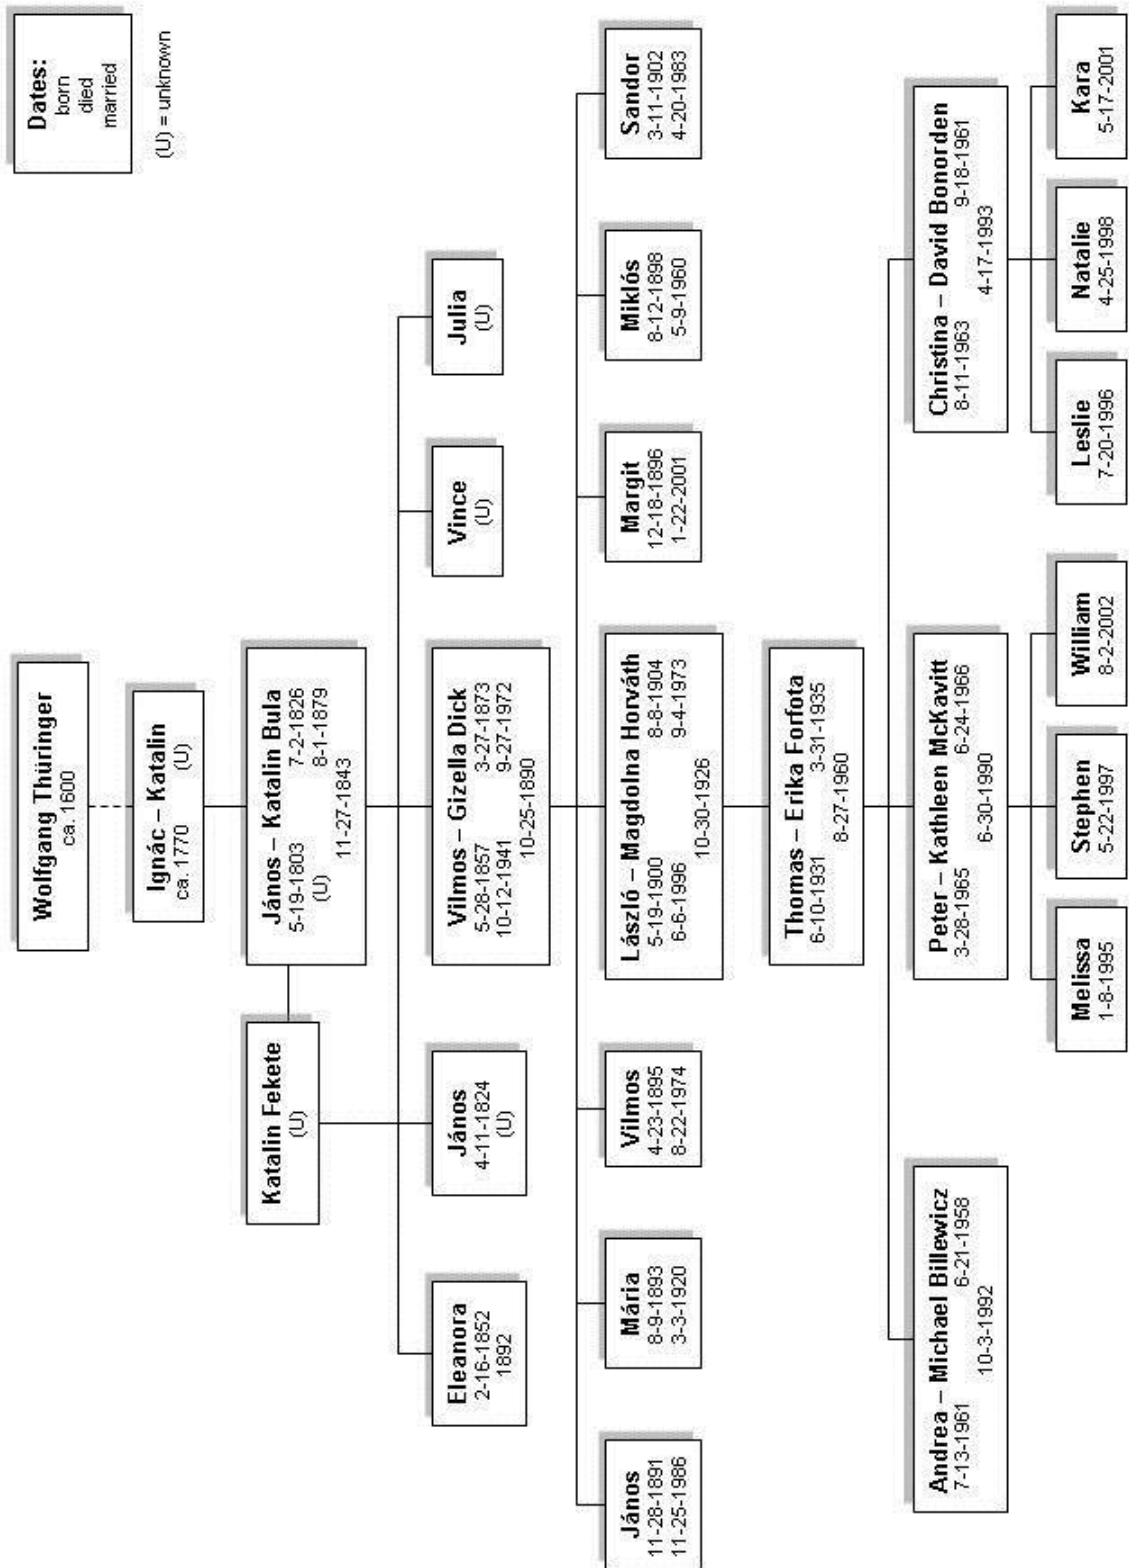 Dates:
born
died
married
(U) = unknown
Wolfgang Thüringer
ca. 1600
Ignác – Katalin
ca. 1770 (U)
Katalin Fekete
(U)
János – Katalin Bula
5-19-1803 7-2-1826
(U) 8-1-1879
11-27-1843
Eleanora
2-16-1852
1892
János
4-11-1824
(U)
Vilmos – Gizella Dick
5-28-1857 3-27-1873
10-12-1941 9-27-1972
10-25-1890
Vince
(U)
Julia
(U)
János
11-28-1891
11-25-1986
Mária
8-9-1893
3-3-1920
Vilmos
4-23-1895
8-22-1974
László – Magdolna Horváth
5-19-1900 8-8-1904
6-6-1996 9-4-1973
10-30-1926
Margit
12-18-1896
1-22-2001
Miklós
8-12-1898
5-9-1960
Sandor
3-11-1902
4-20-1983
Thomas – Erika Forfota
6-10-1931 3-31-1935
8-27-1960
Andrea – Michael Billewicz
7-13-1961 6-21-1958
10-3-1992
Peter – Kathleen McKavitt
3-28-1965 6-24-1966
6-30-1990
Christina – David Bonorden
8-11-1963 9-18-1961
4-17-1993
Melissa
1-8-1995
Stephen
5-22-1997
William
8-2-2002
Leslie
7-20-1996
Natalie
4-25-1998
Kara
5-17-2001